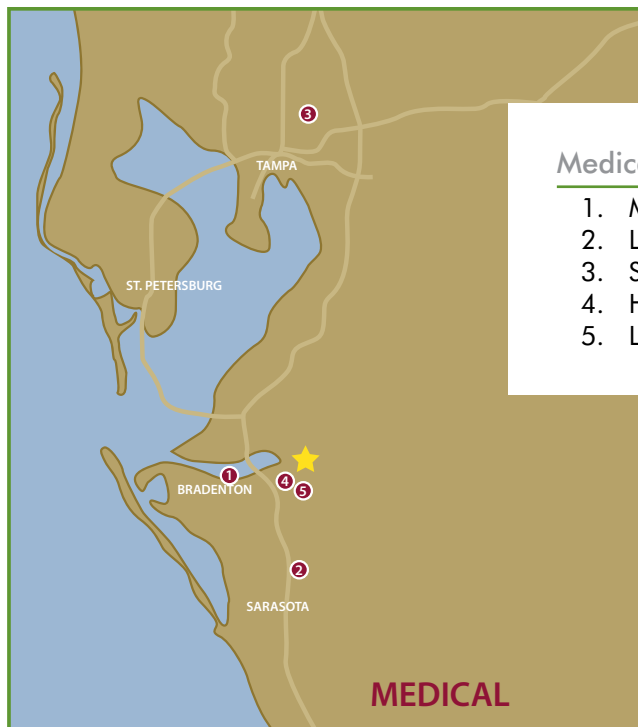 3
TAMPA
Medic
1. M
2. L
3. S
4. H
5. L
ST. PETERSBURG
1
4
BRADENTON
5
2
SARASOTA
MEDICAL